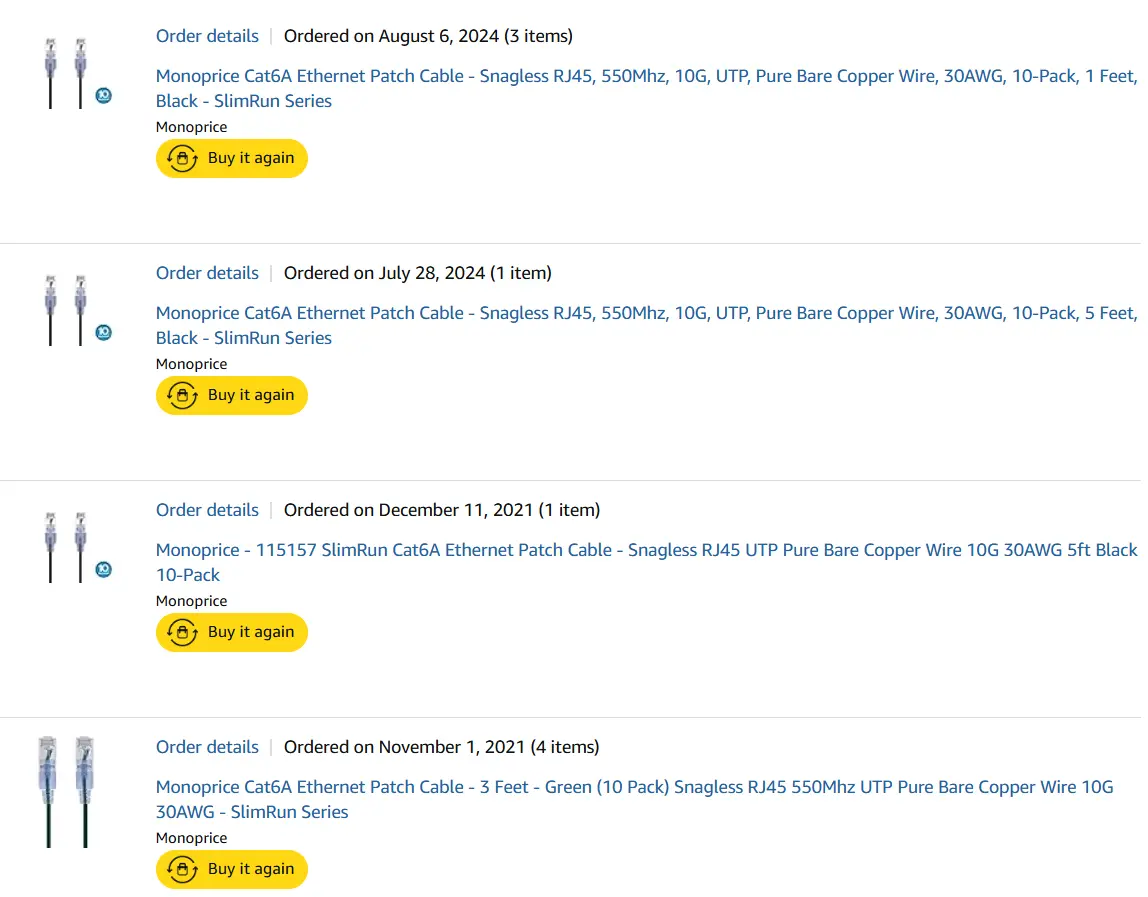 Order details | Ordered on August 6, 2024 (3 items)
Monoprice Cat6A Ethernet Patch Cable - Snagless RJ45, 550Mhz, 10G, UTP, Pure Bare Copper Wire, 30AWG, 10-Pack, 1 Feet,
Black - SlimRun Series
10
Monoprice
Buy it again
Order details | Ordered on July 28, 2024 (1 item)
Monoprice Cat6A Ethernet Patch Cable - Snagless RJ45, 550Mhz, 10G, UTP, Pure Bare Copper Wire, 30AWG, 10-Pack, 5 Feet,
Black - SlimRun Series
10
Monoprice
Buy it again
Order details | Ordered on December 11, 2021 (1 item)
Monoprice - 115157 SlimRun Cat6A Ethernet Patch Cable - Snagless RJ45 UTP Pure Bare Copper Wire 10G 30AWG 5ft Black
10-Pack
10
Monoprice
Buy it again
Order details | Ordered on November 1, 2021 (4 items)
Monoprice Cat6A Ethernet Patch Cable - 3 Feet - Green (10 Pack) Snagless RJ45 550Mhz UTP Pure Bare Copper Wire 10G
30AWG - SlimRun Series
Monoprice
Buy it again